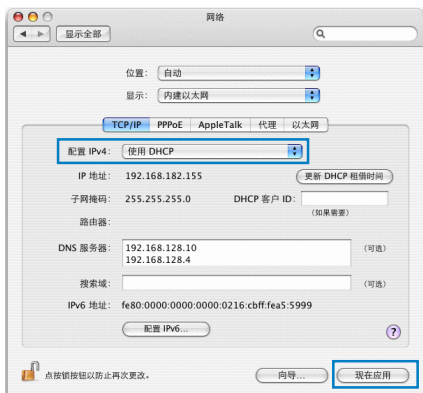 网络
显示全部
位置： 自动
显示： 内建以太网
TCP/IP PPPoE AppleTalk 代理 以太网
配置 IPv4： 使用 DHCP
IP 地址： 192.168.182.155 更新 DHCP 租借时间
子网掩码： 255.255.255.0 DHCP 客户 ID：
（如果需要）
路由器：
DNS 服务器： 192.168.128.10 （可选）
192.168.128.4
搜索域： （可选）
IPv6 地址： fe80:0000:0000:0000:0216:cbff:fea5:5999
配置 IPv6... ?
点按锁按钮以防止再次更改。 向导... 现在应用